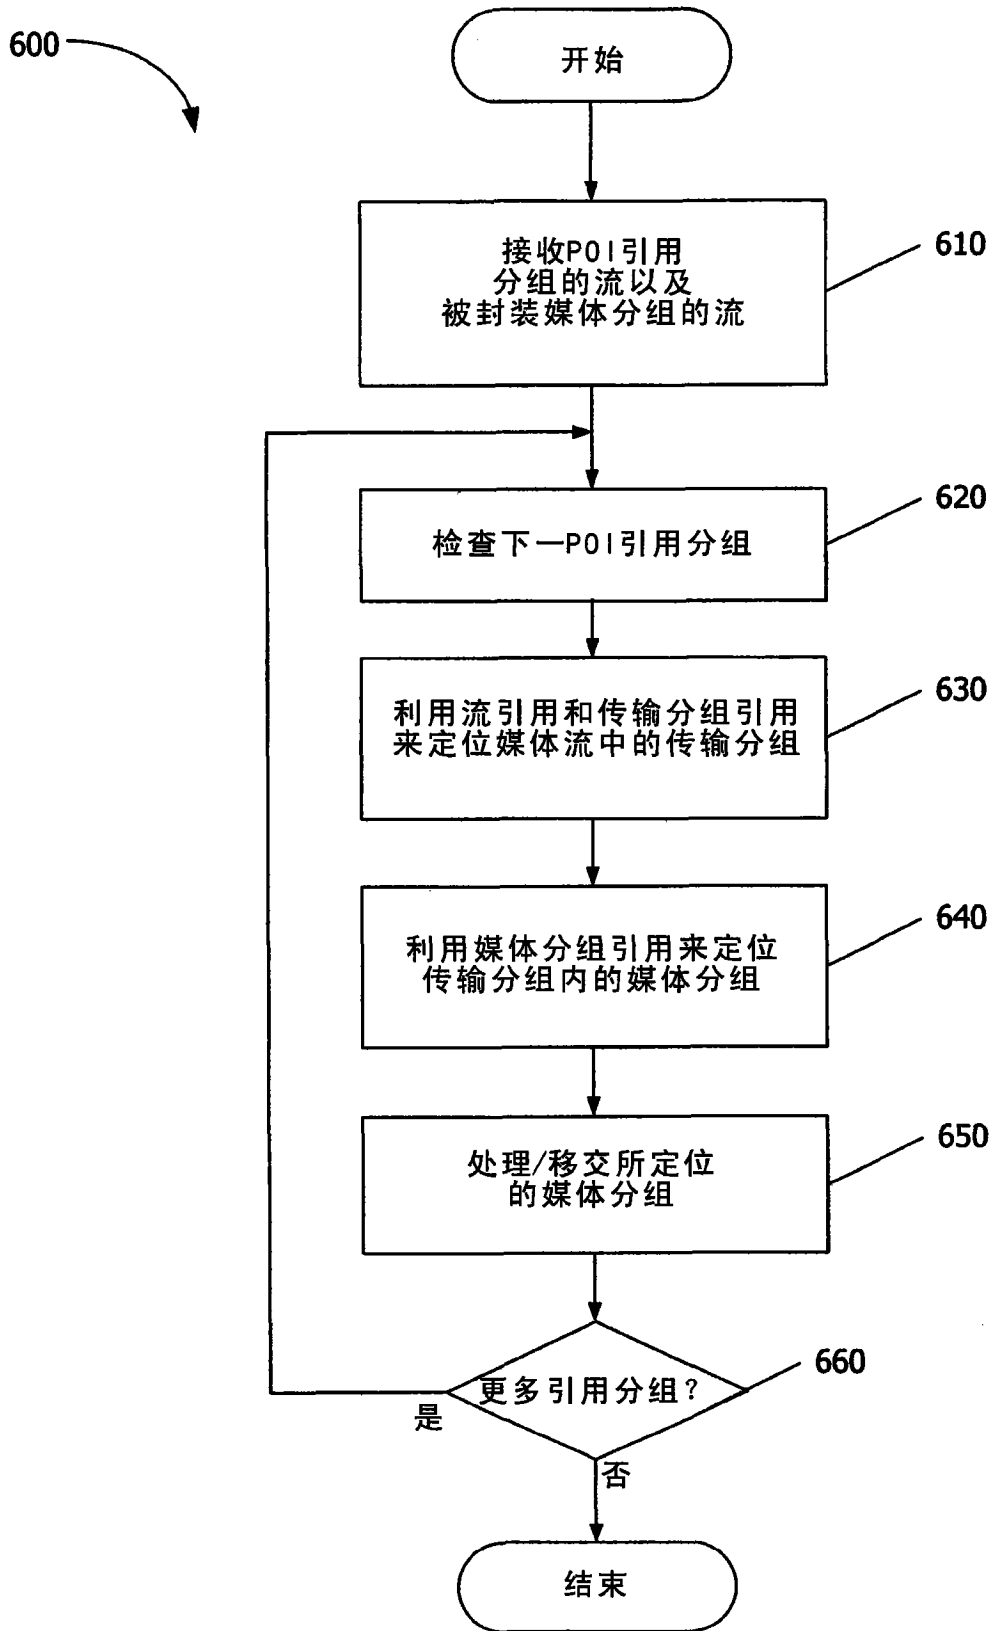 600
开始
接收POI引用
分组的流以及
被封装媒体分组的流
610
检查下一POI引用分组
620
利用流引用和传输分组引用
来定位媒体流中的传输分组
630
利用媒体分组引用来定位
传输分组内的媒体分组
640
处理/移交所定位
的媒体分组
650
更多引用分组？
660
是
否
结束